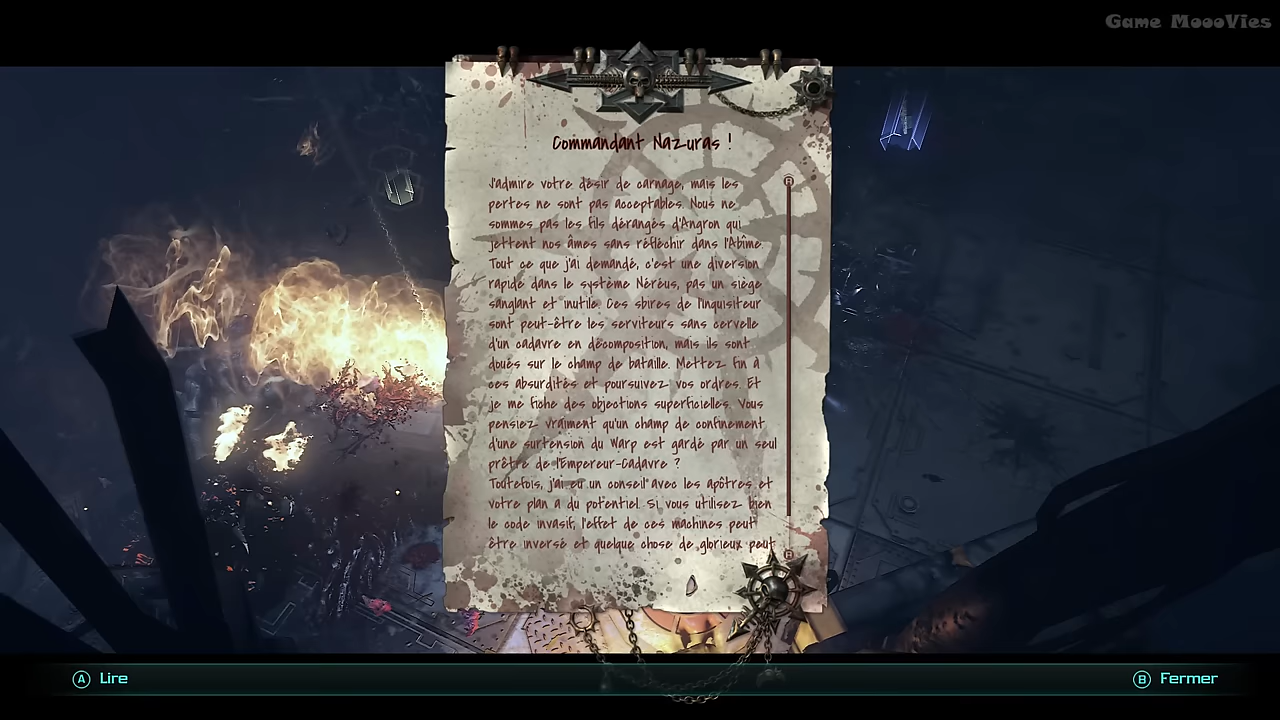 Game MoooVies
Commandant Nazuras !
J'admire votre désir de carnage, mais les
pertes ne sont pas acceptables. Nous ne
sommes pas les fils dérangés d'Angron qui
jettent nos âmes sans réfléchir dans l'Abîme.
Tout ce que j'ai demandé, c'est une diversion
rapide dans le système Néréus, pas un siège
sanglant et inutile. Ces sbires de l'Inquisiteur
sont peut-être les serviteurs sans cervelle
d'un cadavre en décomposition, mais ils sont
doués sur le champ de bataille. Mettez fin à
ces absurdités et poursuivez vos ordres. Et
je me fiche des objections superficielles. Vous
pensiez vraiment qu'un champ de confinement
d'une surtension du Warp est gardé par un seul
prêtre de l'Empereur-Cadavre ?
Toutefois, j'ai eu un conseil avec les apôtres et
votre plan a du potentiel. Si vous utilisez bien
le code invasif, l'effet de ces machines peut
être inversé et quelque chose de glorieux peut
A Lire
B Fermer